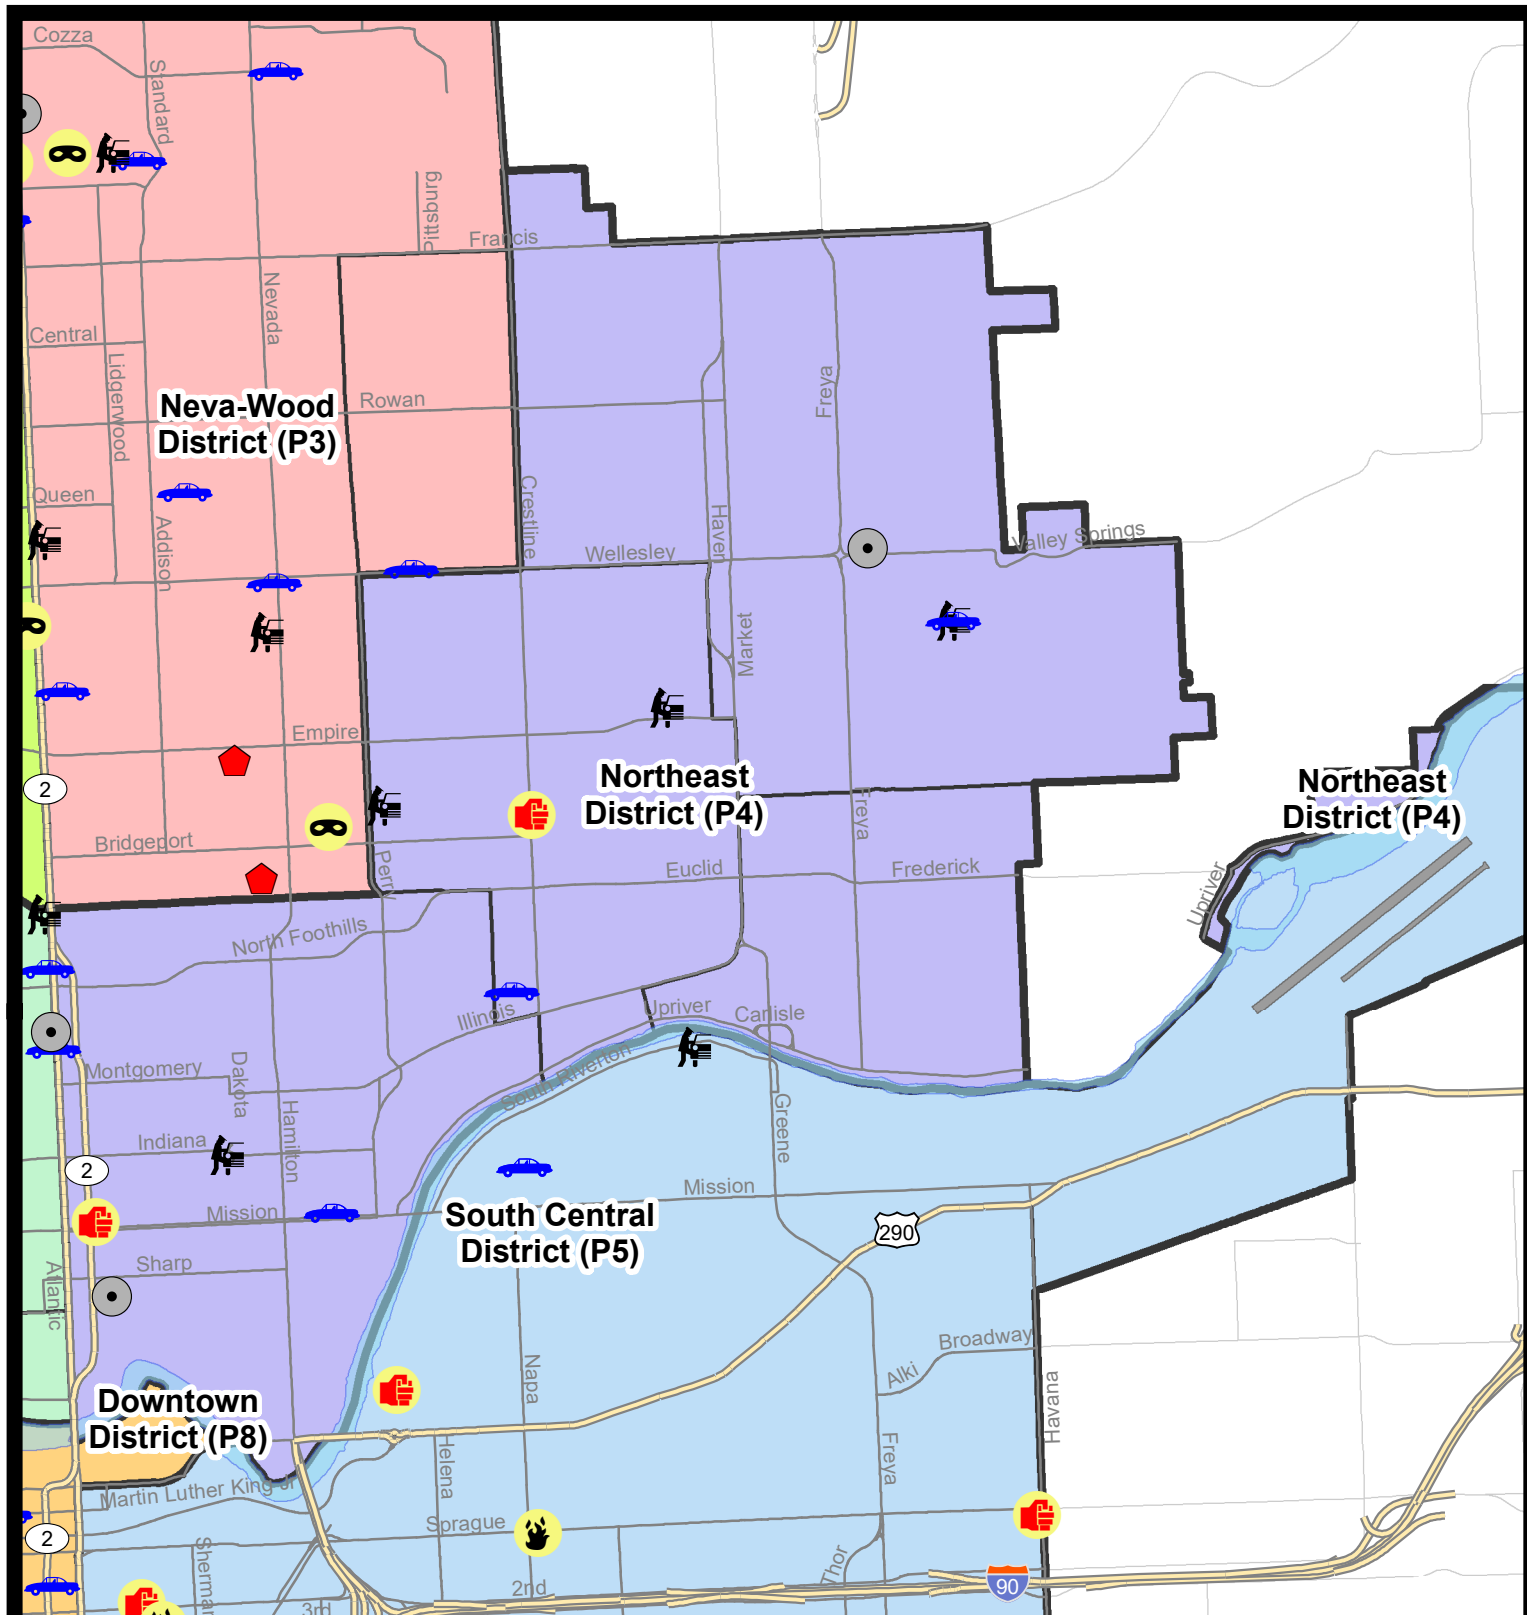 Cozza
Standard
Pittsburg
Francis
Nevada
Central
Lidgerwood
Freya
Neva-Wood
District (P3)
Rowan
Queen
Addison
Crestline
Haven
Wellesley
Valley Springs
Market
Empire
2
Northeast
District (P4)
Northeast
District (P4)
Freya
Bridgeport
Perry
Euclid
Frederick
Upriver
North Foothills
Illinois
Upriver
Carlisle
South Riverton
Montgomery
Dakota
Hamilton
Greene
Indiana
2
Mission
Mission
South Central
District (P5)
290
Sharp
Atlantic
Broadway
Alki
Napa
Havana
Downtown
District (P8)
Helena
Freya
Martin Luther King Jr
Sprague
2
Sherman
Thor
2nd
90
3rd